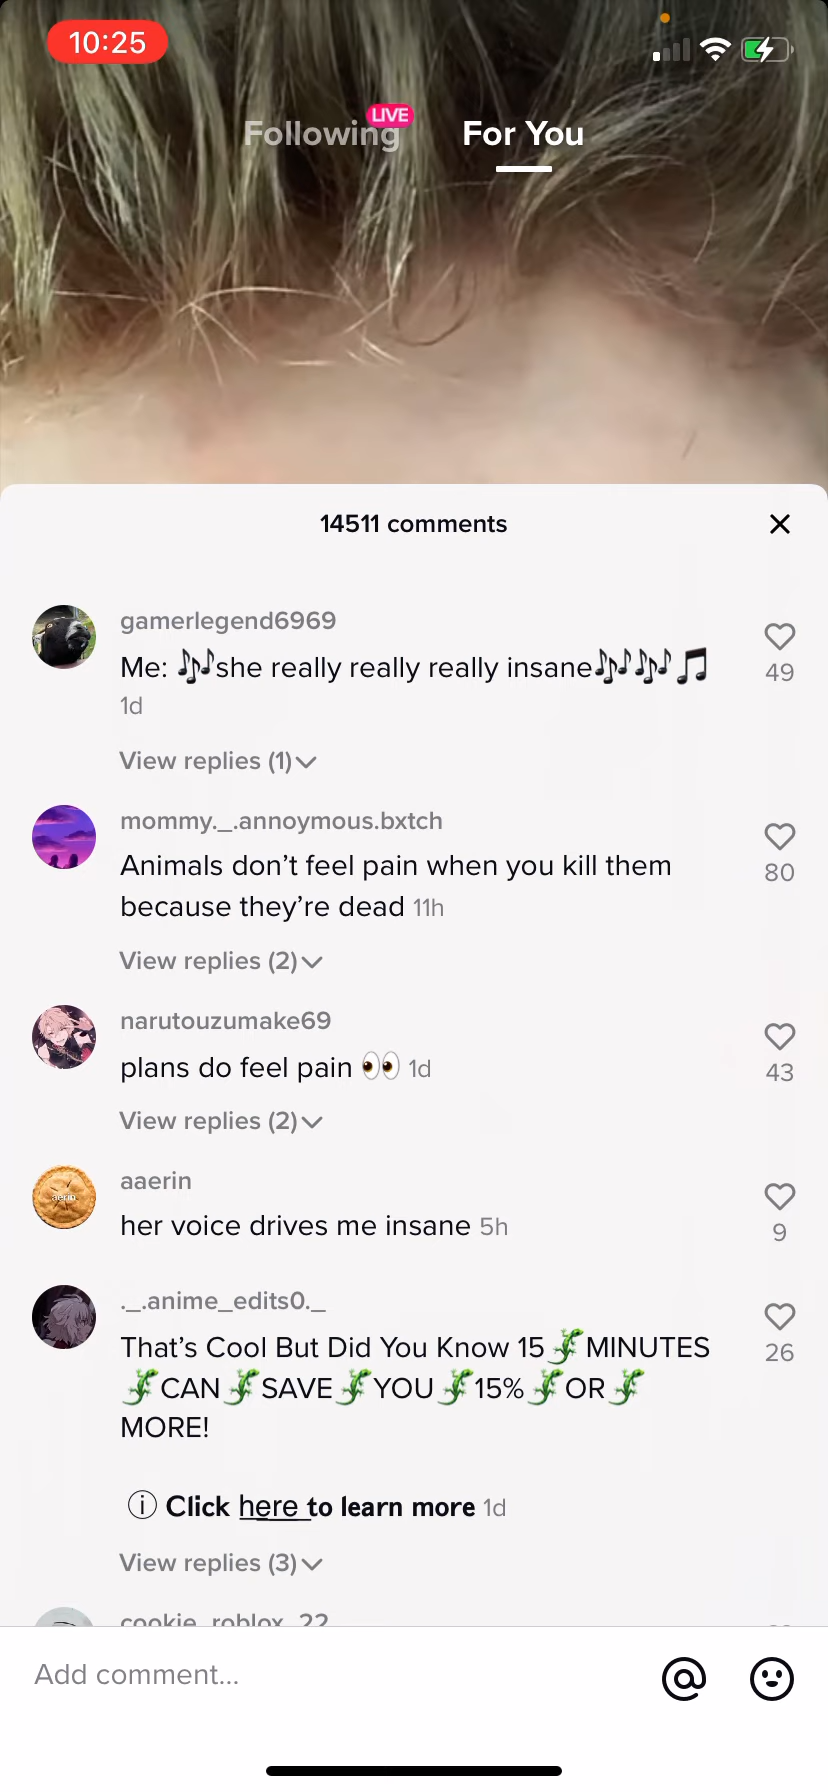 10:25
LIVE
Following For You
14511 comments
gamerlegend6969
Me: 🎶she really really really insane🎶🎶🎵
1d
49
View replies (1)
mommy._.annoymous.bxtch
Animals don’t feel pain when you kill them
because they’re dead 11h
80
View replies (2)
narutouzumake69
plans do feel pain 👀 1d
43
View replies (2)
aaerin
aerin
her voice drives me insane 5h
9
._.anime_edits0._
That’s Cool But Did You Know 15🦎MINUTES
🦎CAN🦎SAVE🦎YOU🦎15%🦎OR🦎
MORE!
26
ⓘ Click here to learn more 1d
View replies (3)
cookie_roblox_22
Add comment...